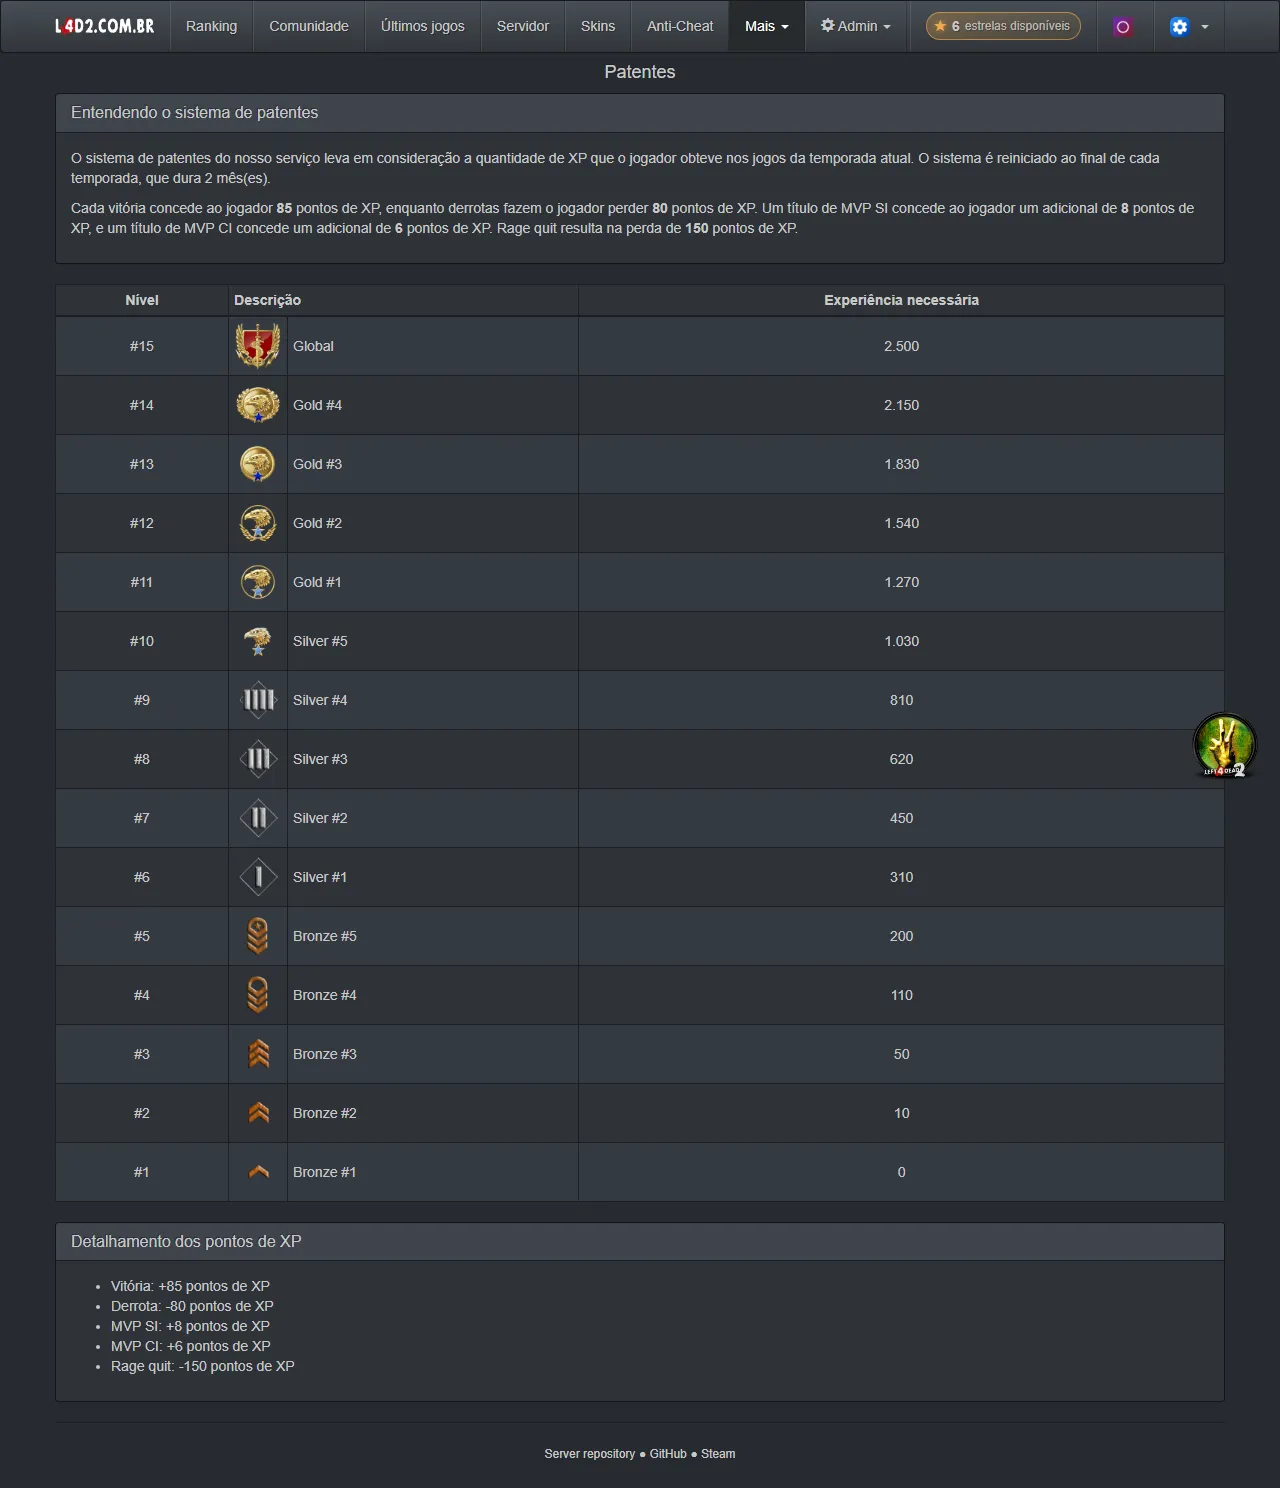 L4D2.COM.BR Ranking Comunidade Últimos jogos Servidor Skins Anti-Cheat Mais Admin 6 estrelas disponíveis
Patentes
Entendendo o sistema de patentes
O sistema de patentes do nosso serviço leva em consideração a quantidade de XP que o jogador obteve nos jogos da temporada atual. O sistema é reiniciado ao final de cada
temporada, que dura 2 mês(es).
Cada vitória concede ao jogador 85 pontos de XP, enquanto derrotas fazem o jogador perder 80 pontos de XP. Um título de MVP SI concede ao jogador um adicional de 8 pontos de
XP, e um título de MVP CI concede um adicional de 6 pontos de XP. Rage quit resulta na perda de 150 pontos de XP.
Nível Descrição Experiência necessária
#15 Global 2.500
#14 Gold #4 2.150
#13 Gold #3 1.830
#12 Gold #2 1.540
#11 Gold #1 1.270
#10 Silver #5 1.030
#9 Silver #4 810
#8 Silver #3 620
LEFT 4 DEAD 2
#7 Silver #2 450
#6 Silver #1 310
#5 Bronze #5 200
#4 Bronze #4 110
#3 Bronze #3 50
#2 Bronze #2 10
#1 Bronze #1 0
Detalhamento dos pontos de XP
• Vitória: +85 pontos de XP
• Derrota: -80 pontos de XP
• MVP SI: +8 pontos de XP
• MVP CI: +6 pontos de XP
• Rage quit: -150 pontos de XP
Server repository ● GitHub ● Steam